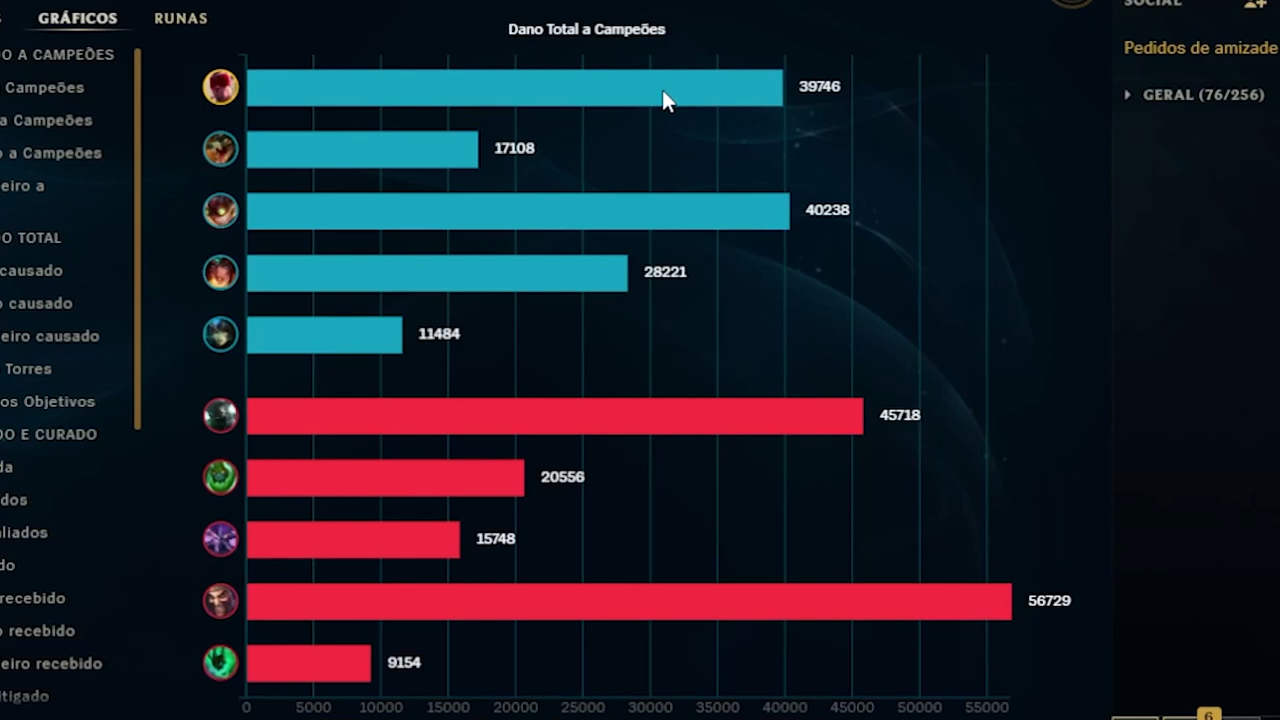 GRÁFICOS
RUNAS
Dano Total a Campeões
SOCIAL
Pedidos de amizade
GERAL (76/256)
O A CAMPEÕES
Campeões
a Campeões
o a Campeões
eiro a
O TOTAL
causado
o causado
eiro causado
Torres
os Objetivos
DO E CURADO
da
dos
liados
do
recebido
o recebido
eiro recebido
itigado
39746
17108
40238
28221
11484
45718
20556
15748
56729
9154
0 5000 10000 15000 20000 25000 30000 35000 40000 45000 50000 55000
6